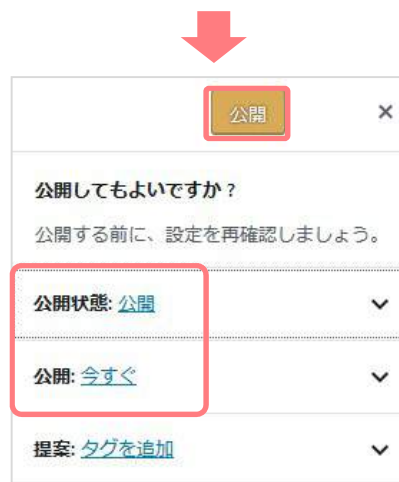 公開
×
公開してもよいですか ?
公開する前に、設定を再確認しましょう。
公開状態: 公開
公開: 今すぐ
提案: タグを追加